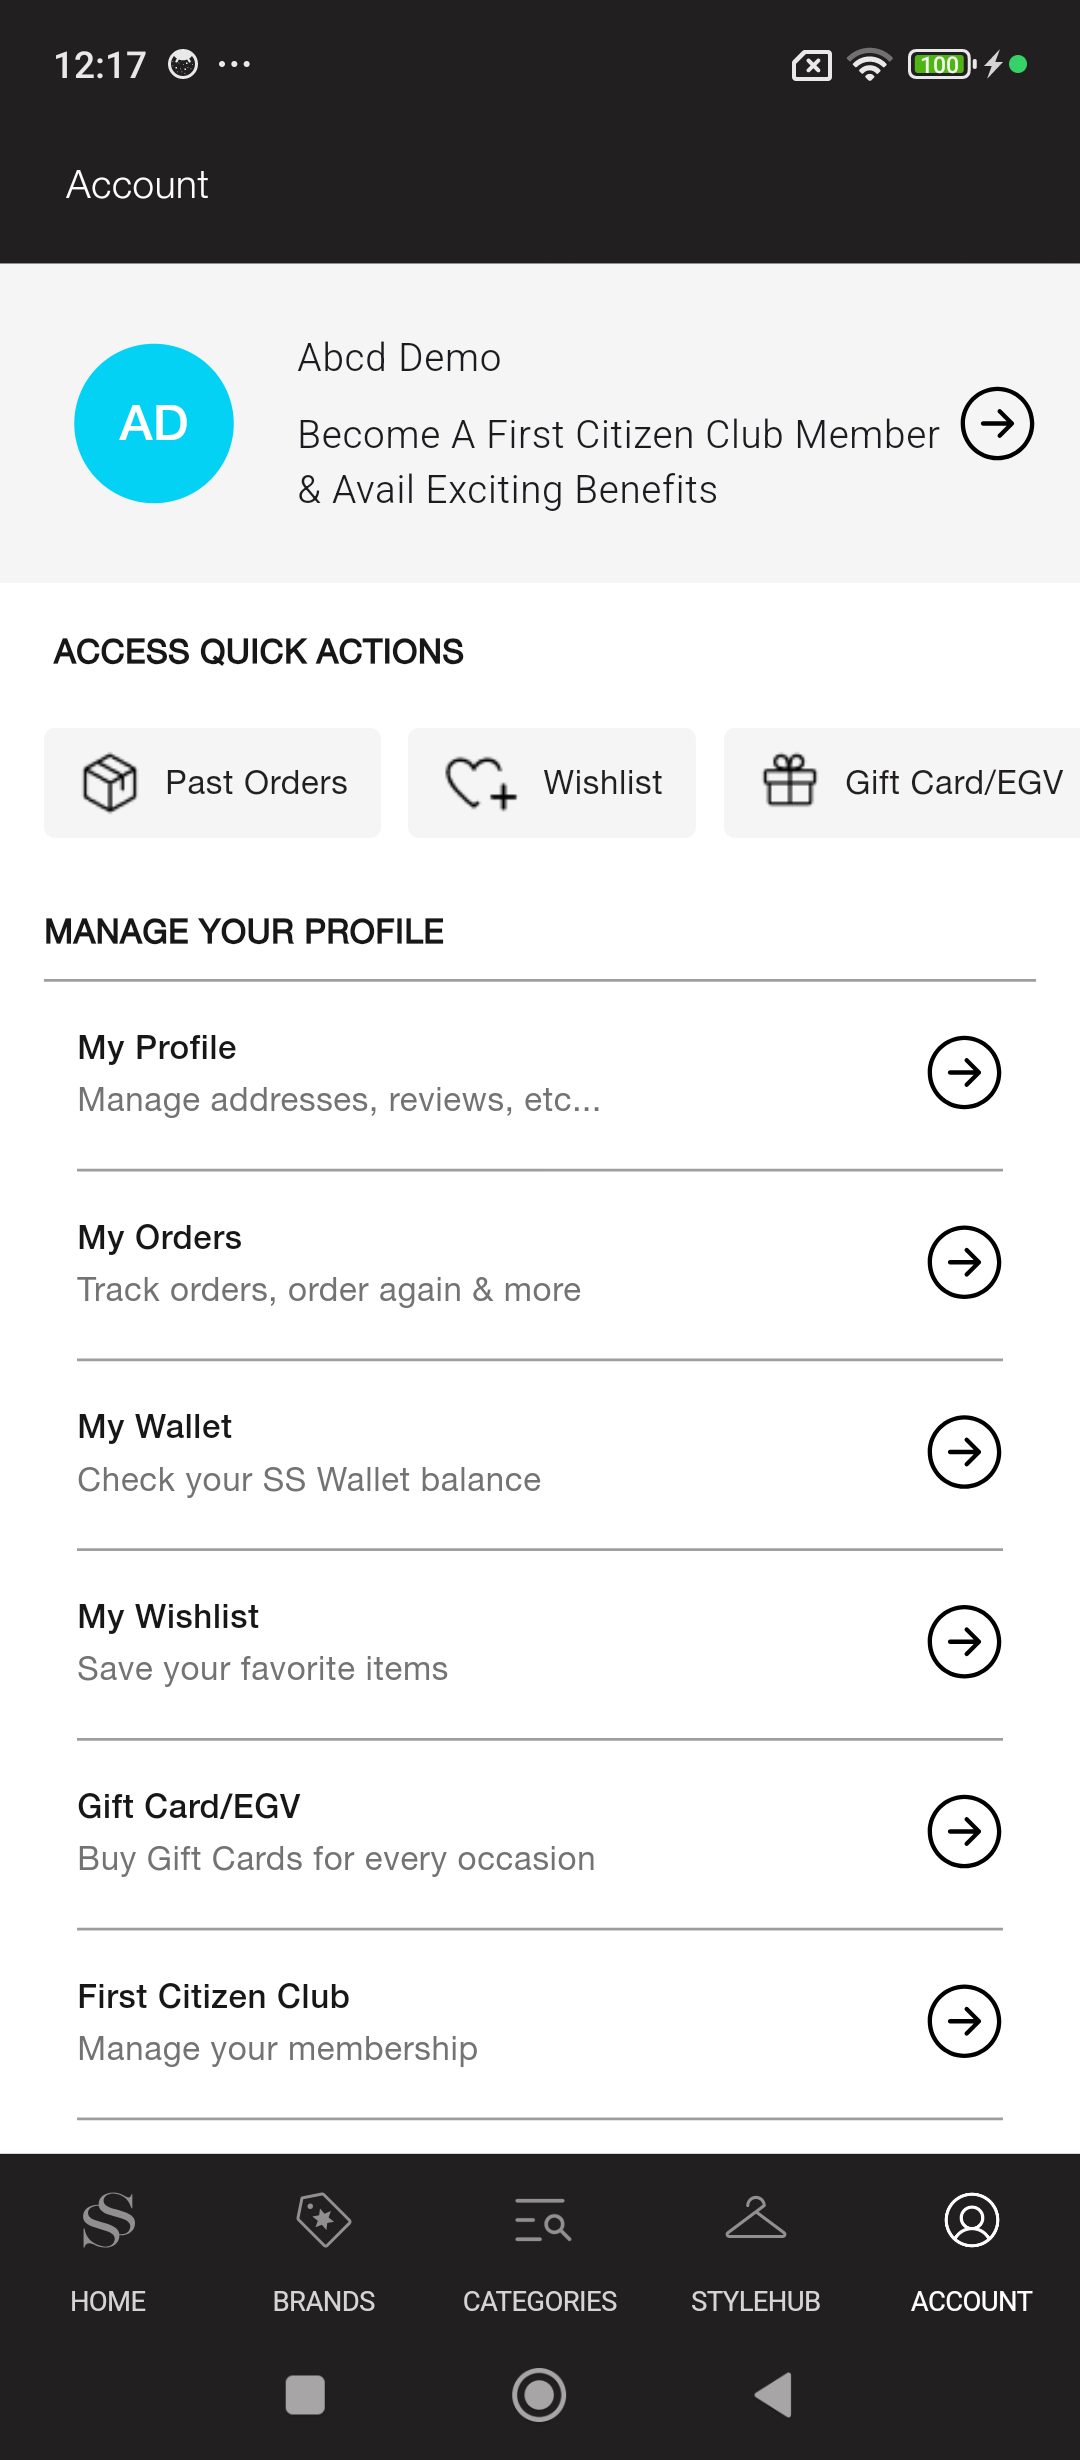 12:17
100
Account
AD
Abcd Demo
Become A First Citizen Club Member
& Avail Exciting Benefits
ACCESS QUICK ACTIONS
Past Orders
Wishlist
Gift Card/EGV
MANAGE YOUR PROFILE
My Profile
Manage addresses, reviews, etc...
My Orders
Track orders, order again & more
My Wallet
Check your SS Wallet balance
My Wishlist
Save your favorite items
Gift Card/EGV
Buy Gift Cards for every occasion
First Citizen Club
Manage your membership
HOME
BRANDS
CATEGORIES
STYLEHUB
ACCOUNT